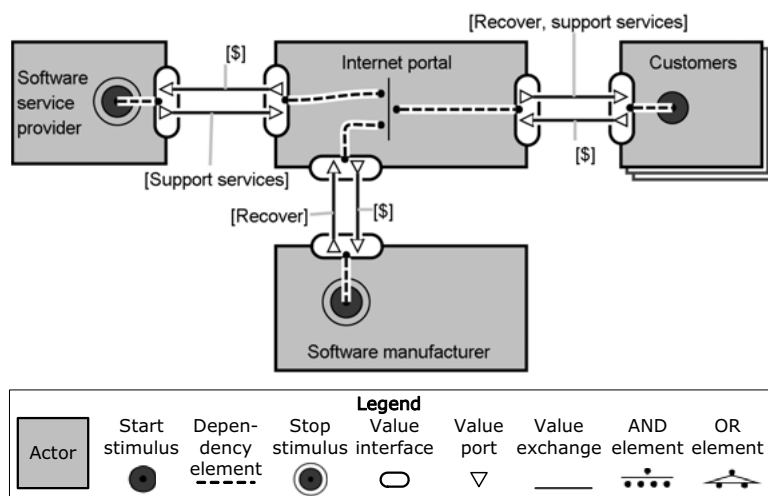 [$]
[Recover, support services]
Software
service
provider
Internet portal
Customers
[Support services]
[$]
[Recover]
[$]
Software manufacturer
Legend
Actor
Start
stimulus
Depen-
dency
element
Stop
stimulus
Value
interface
Value
port
Value
exchange
AND
element
OR
element